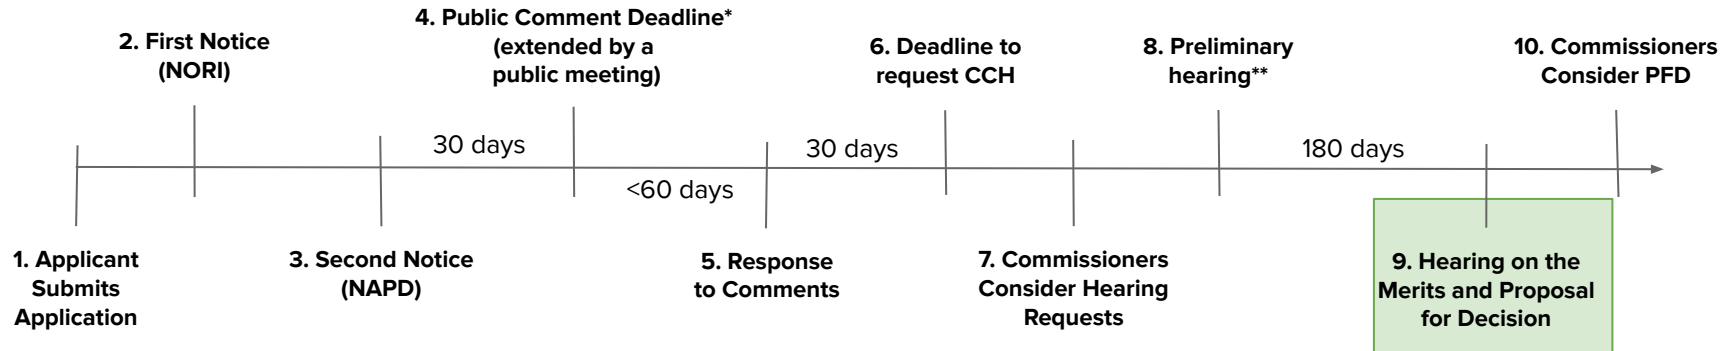 1. Applicant
Submits
Application
2. First Notice
(NORI)
3. Second Notice
(NAPD)
30 days
4. Public Comment Deadline*
(extended by a
public meeting)
<60 days
5. Response
to Comments
30 days
6. Deadline to
request CCH
7. Commissioners
Consider Hearing
Requests
8. Preliminary
hearing**
180 days
9. Hearing on the
Merits and Proposal
for Decision
10. Commissioners
Consider PFD